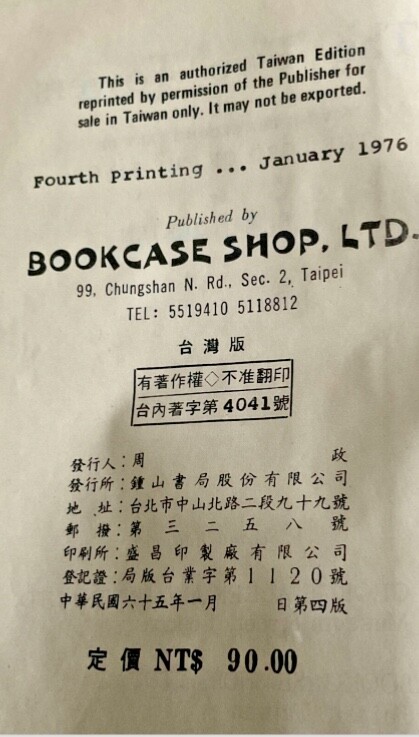 This is an authorized Taiwan Edition
reprinted by permission of the Publisher for
sale in Taiwan only. It may not be exported.
Fourth printing ... January 1976
Published by
BOOKCASE SHOP, LTD.
99, Chungshan N. Rd., Sec. 2, Taipei
TEL: 5519410 5118812
台灣版
有著作權◇不准翻印
台內著字第 4041號
發行人：周 政
發行所：鍾山書局股份有限公司
地 址：台北市中山北路二段九十九號
郵 撥：第三二五八號
印刷所：盛昌印製廠有限公司
登記證：局版台業字第1120號
中華民國六十五年一月 日第四版
定價 NT$ 90.00